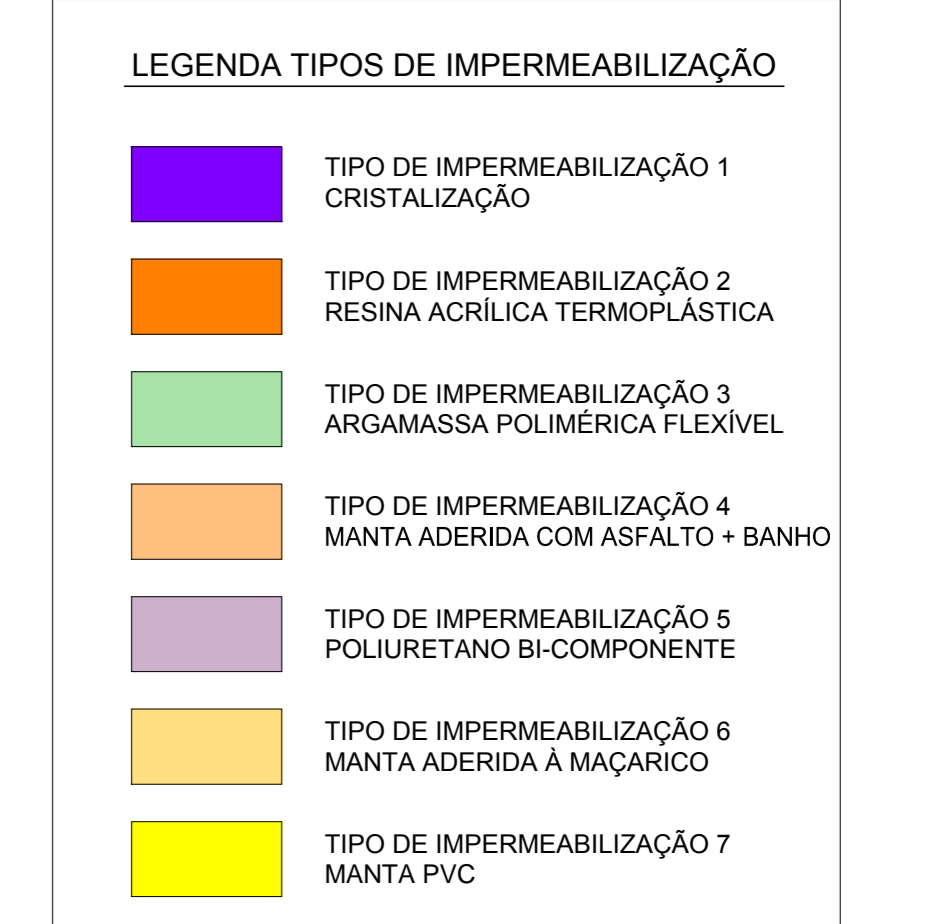 LEGENDA TIPOS DE IMPERMEABILIZAÇÃO
TIPO DE IMPERMEABILIZAÇÃO 1
CRISTALIZAÇÃO
TIPO DE IMPERMEABILIZAÇÃO 2
RESINA ACRÍLICA TERMOPLÁSTICA
TIPO DE IMPERMEABILIZAÇÃO 3
ARGAMASSA POLIMÉRICA FLEXÍVEL
TIPO DE IMPERMEABILIZAÇÃO 4
MANTA ADERIDA COM ASFALTO + BANHO
TIPO DE IMPERMEABILIZAÇÃO 5
POLIURETANO BI-COMPONENTE
TIPO DE IMPERMEABILIZAÇÃO 6
MANTA ADERIDA À MAÇARICO
TIPO DE IMPERMEABILIZAÇÃO 7
MANTA PVC